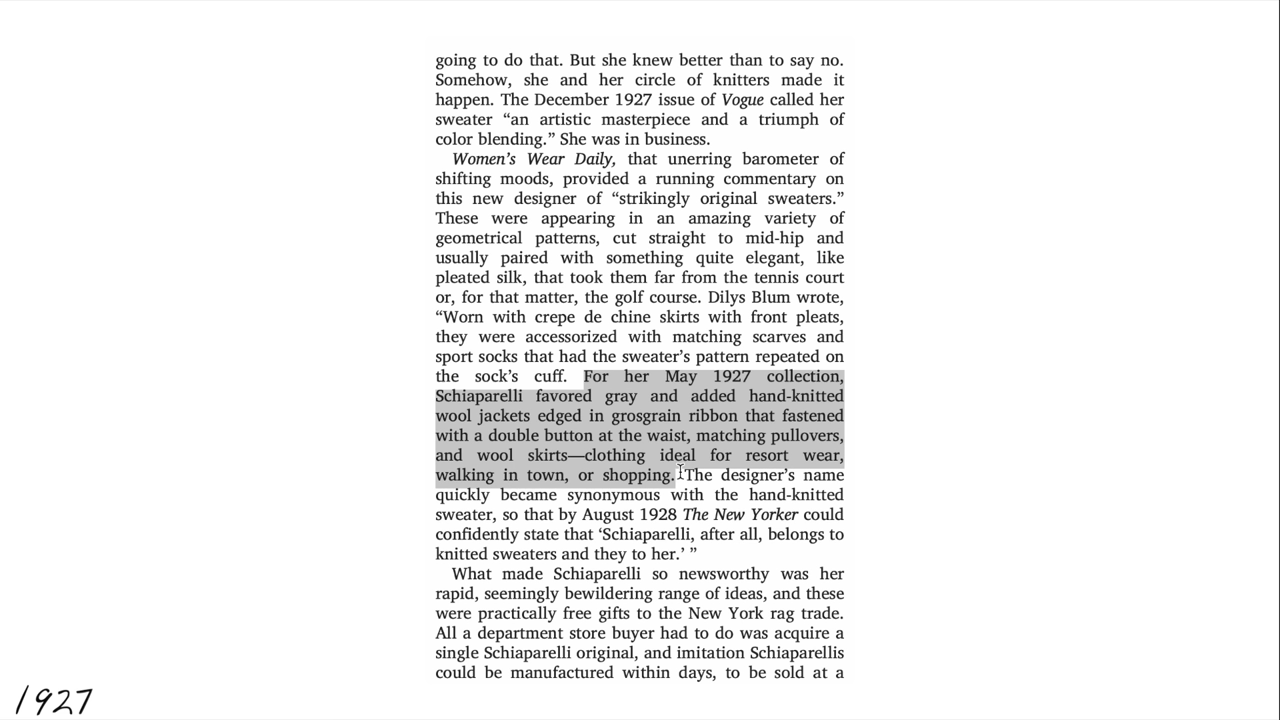 going to do that. But she knew better than to say no.
Somehow, she and her circle of knitters made it
happen. The December 1927 issue of Vogue called her
sweater “an artistic masterpiece and a triumph of
color blending.” She was in business.
Women’s Wear Daily, that unerring barometer of
shifting moods, provided a running commentary on
this new designer of “strikingly original sweaters.”
These were appearing in an amazing variety of
geometrical patterns, cut straight to mid-hip and
usually paired with something quite elegant, like
pleated silk, that took them far from the tennis court
or, for that matter, the golf course. Dilys Blum wrote,
“Worn with crepe de chine skirts with front pleats,
they were accessorized with matching scarves and
sport socks that had the sweater’s pattern repeated on
the sock’s cuff. For her May 1927 collection,
Schiaparelli favored gray and added hand-knitted
wool jackets edged in grosgrain ribbon that fastened
with a double button at the waist, matching pullovers,
and wool skirts—clothing ideal for resort wear,
walking in town, or shopping. The designer’s name
quickly became synonymous with the hand-knitted
sweater, so that by August 1928 The New Yorker could
confidently state that ‘Schiaparelli, after all, belongs to
knitted sweaters and they to her.’ ”
What made Schiaparelli so newsworthy was her
rapid, seemingly bewildering range of ideas, and these
were practically free gifts to the New York rag trade.
All a department store buyer had to do was acquire a
single Schiaparelli original, and imitation Schiaparellis
could be manufactured within days, to be sold at a
1927